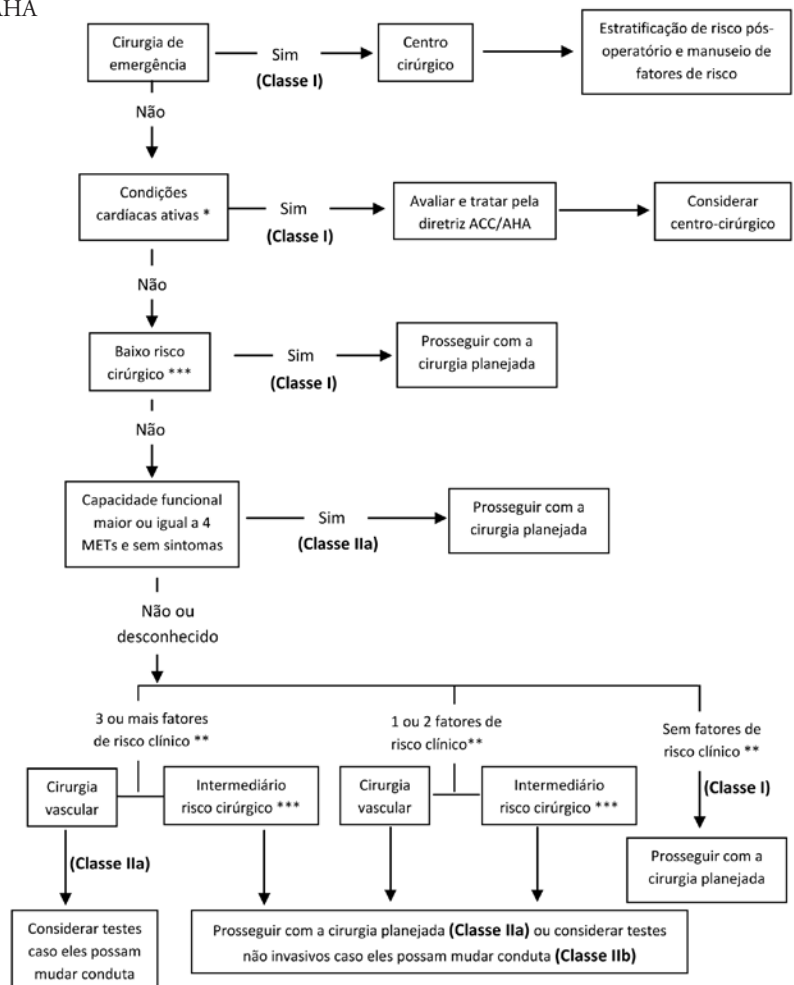 AHA
Cirurgia de
emergência
Sim
(Classe I)
Centro
cirúrgico
Estratificação de risco pós-
operatório e manuseio de
fatores de risco
Não
Condições
cardíacas ativas *
Sim
(Classe I)
Avaliar e tratar pela
diretriz ACC/AHA
Considerar
centro-cirúrgico
Não
Baixo risco
cirúrgico ***
Sim
(Classe I)
Prosseguir com a
cirurgia planejada
Não
Capacidade funcional
maior ou igual a 4
METs e sem sintomas
Sim
(Classe IIa)
Prosseguir com a
cirurgia planejada
Não ou
desconhecido
3 ou mais fatores
de risco clínico **
1 ou 2 fatores de
risco clínico**
Sem fatores de
risco clínico **
Cirurgia
vascular
Intermediário
risco cirúrgico ***
Cirurgia
vascular
Intermediário
risco cirúrgico ***
(Classe I)
(Classe IIa)
Prosseguir com a
cirurgia planejada
Considerar testes
caso eles possam
mudar conduta
Prosseguir com a cirurgia planejada (Classe IIa) ou considerar testes
não invasivos caso eles possam mudar conduta (Classe IIb)